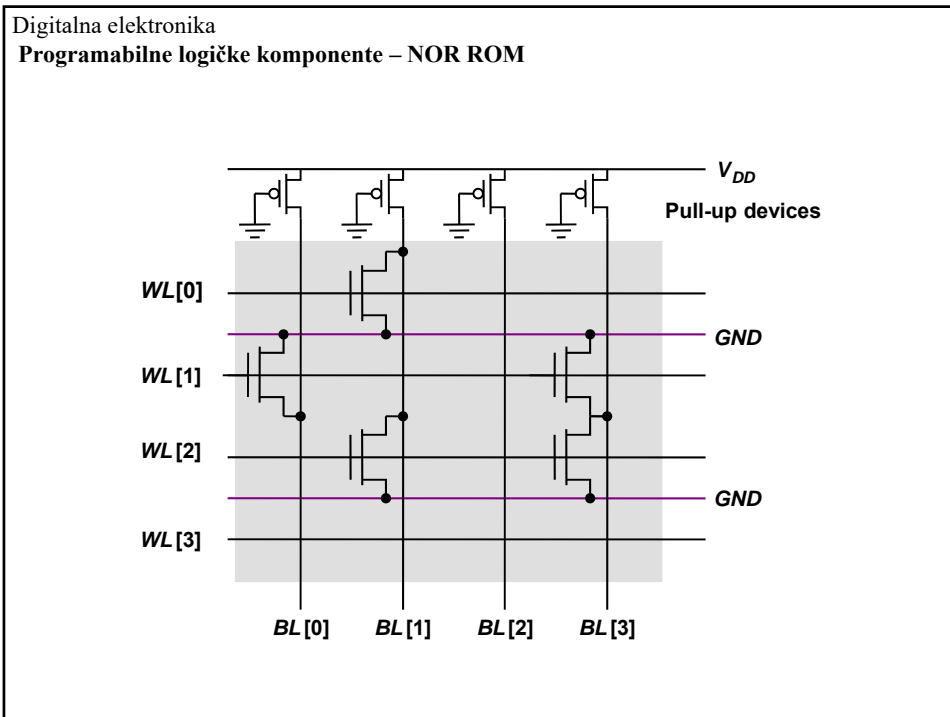 Digitalna elektronika
Programabilne logičke komponente – NOR ROM
V_DD
Pull-up devices
WL[0]
GND
WL[1]
WL[2]
GND
WL[3]
BL[0] BL[1] BL[2] BL[3]